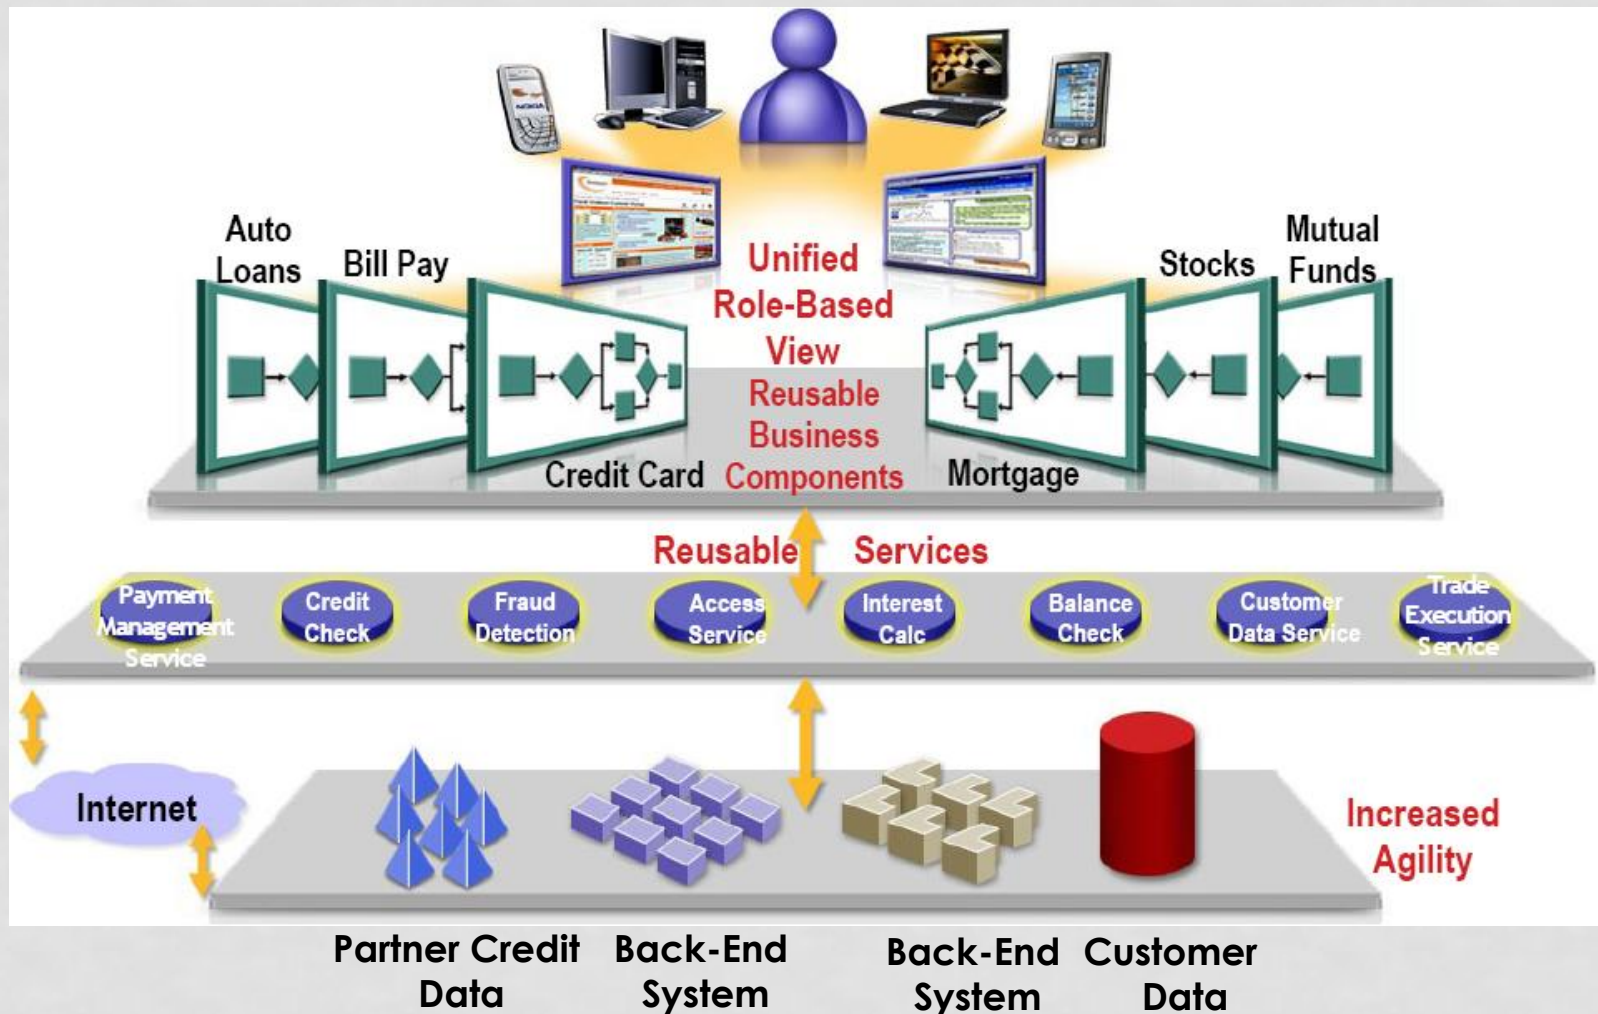 NOKIA
Auto
Loans
Bill Pay
Unified
Role-Based
View
Reusable
Business
Components
Stocks
Mutual
Funds
Credit Card
Mortgage
Reusable Services
Payment
Management
Service
Credit
Check
Fraud
Detection
Access
Service
Interest
Calc
Balance
Check
Customer
Data Service
Trade
Execution
Service
Internet
Increased
Agility
Partner Credit
Data
Back-End
System
Back-End
System
Customer
Data